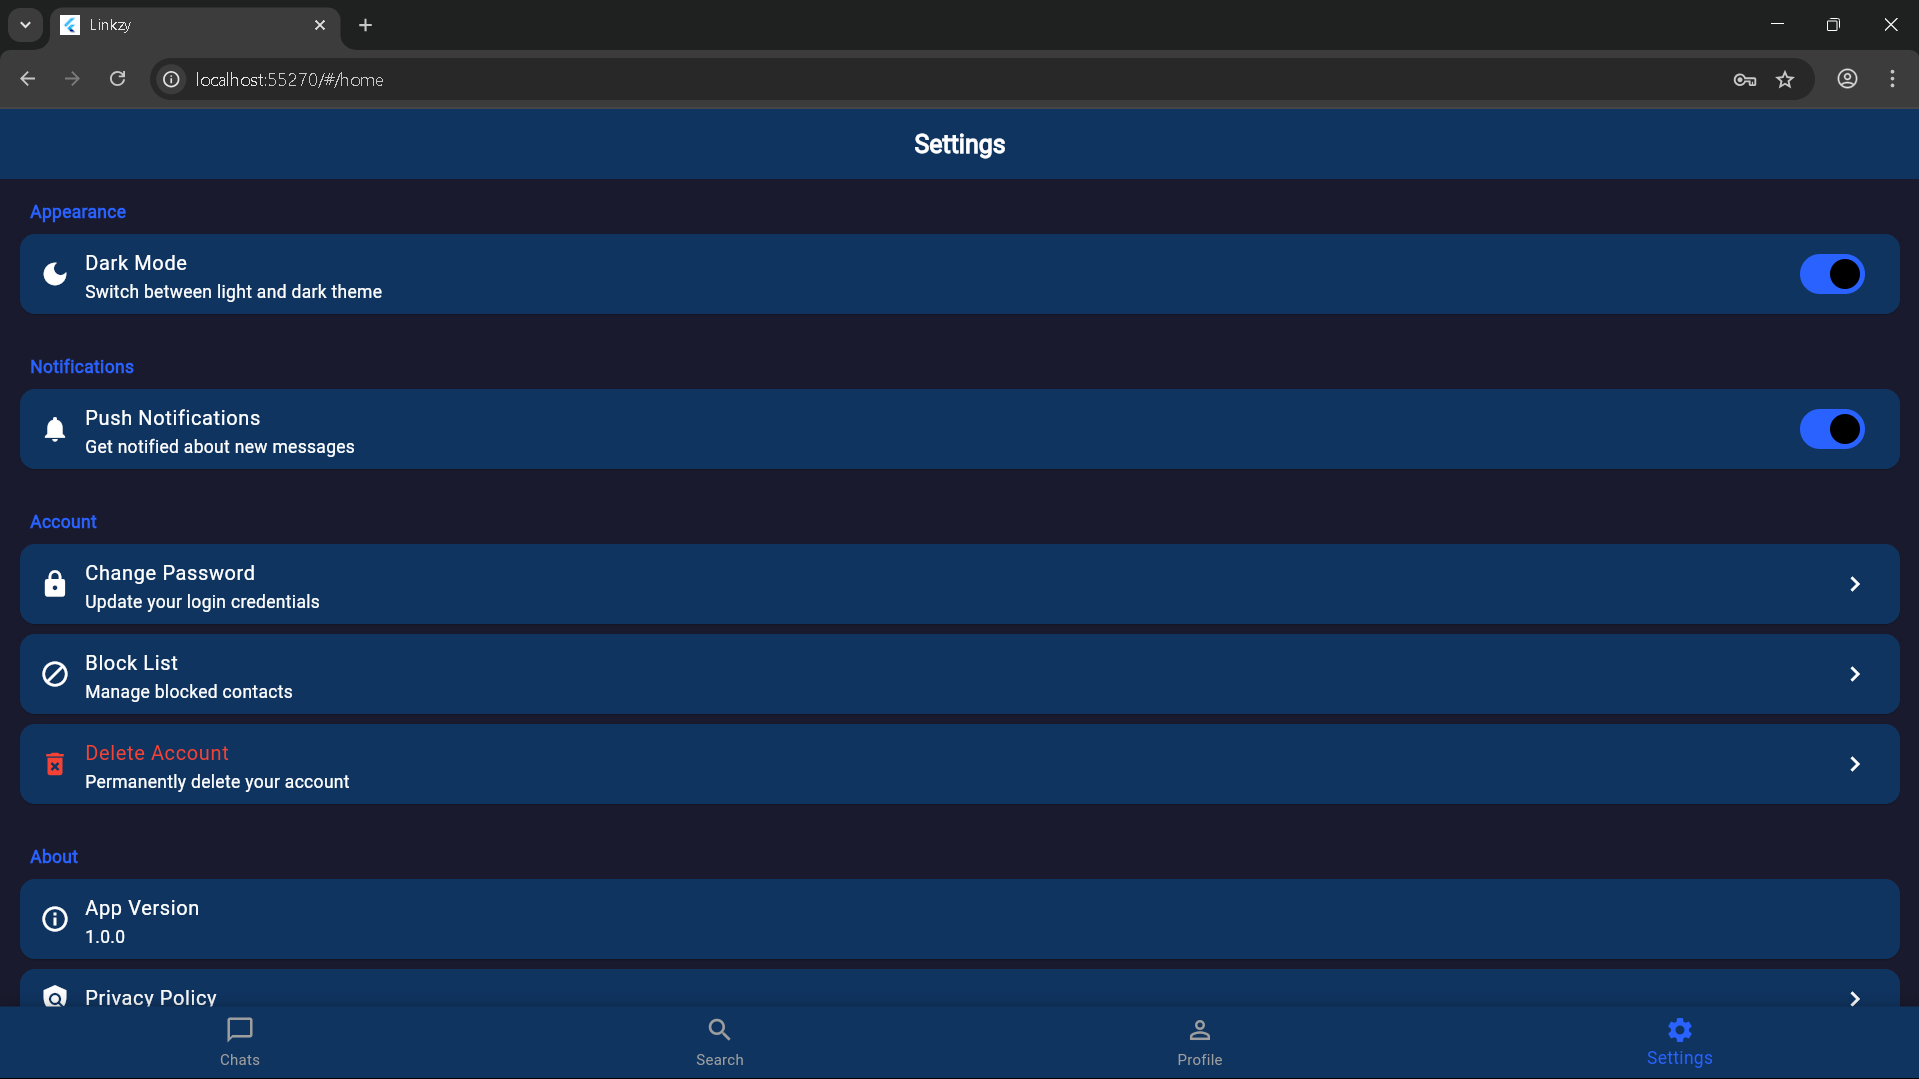 Linkzy
localhost:55270/#/home
Settings
Appearance
Dark Mode
Switch between light and dark theme
Notifications
Push Notifications
Get notified about new messages
Account
Change Password
Update your login credentials
Block List
Manage blocked contacts
Delete Account
Permanently delete your account
About
App Version
1.0.0
Privacy Policy
Chats
Search
Profile
Settings